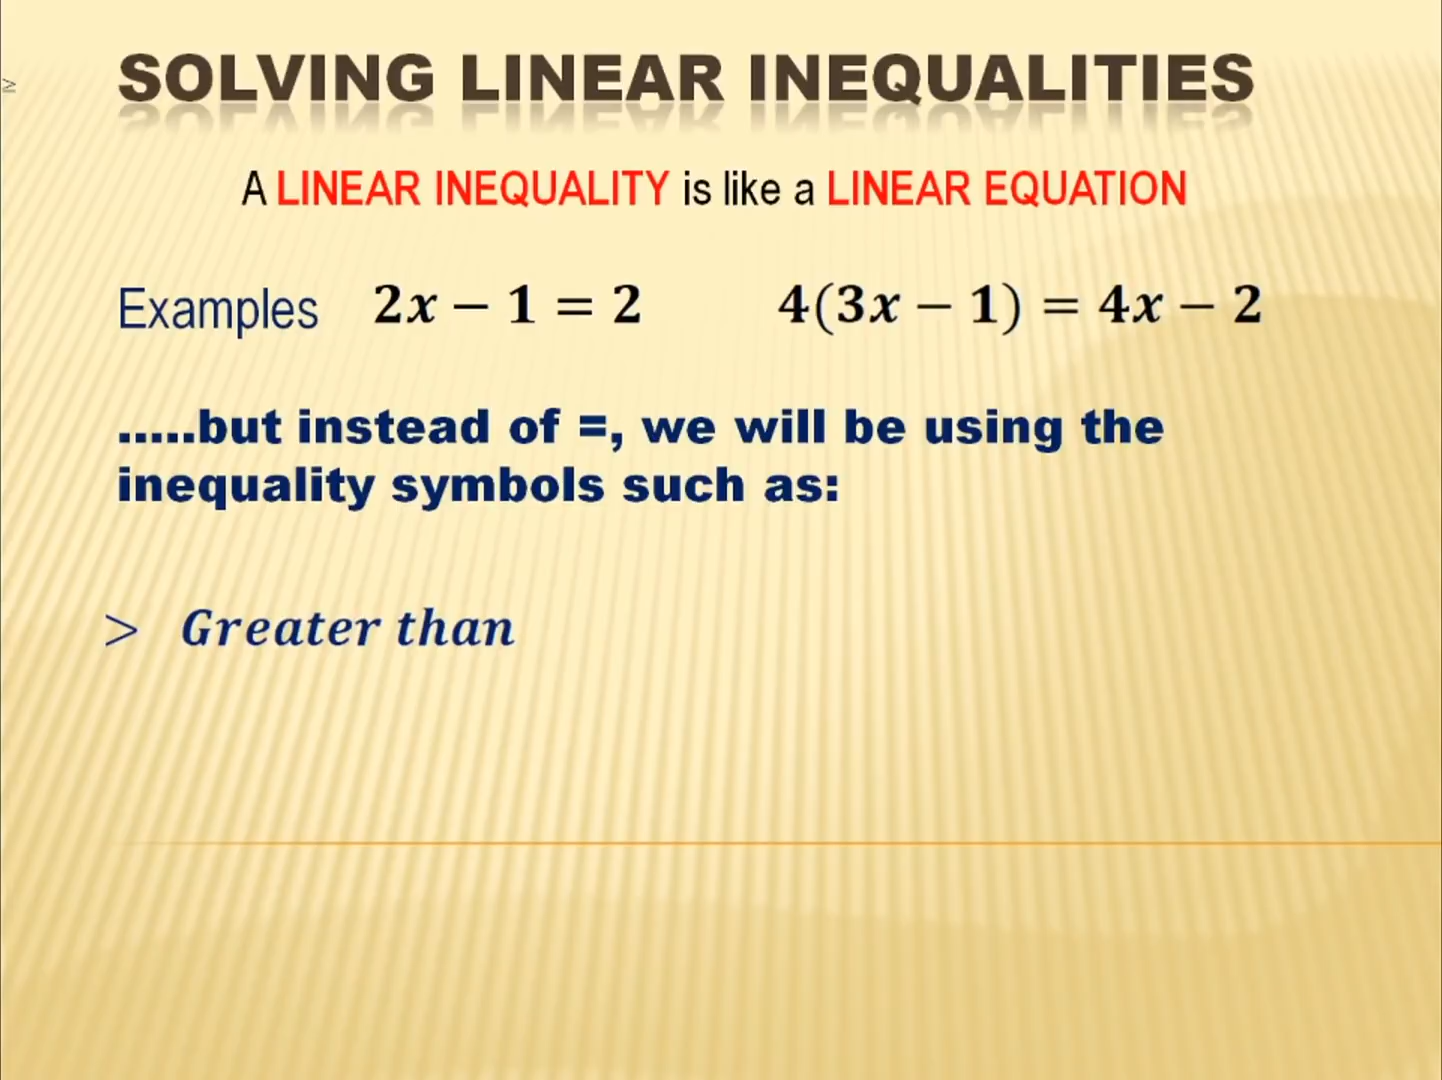 SOLVING LINEAR INEQUALITIES
≥
A LINEAR INEQUALITY is like a LINEAR EQUATION
Examples 2x − 1 = 2 4(3x − 1) = 4x − 2
.....but instead of =, we will be using the
inequality symbols such as:
> Greater than